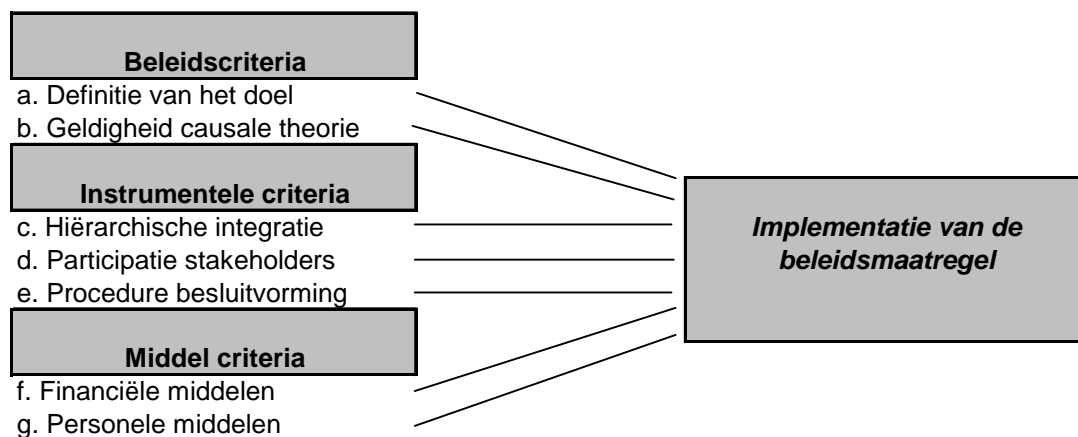 Beleidscriteria
a. Definitie van het doel
b. Geldigheid causale theorie
Instrumentele criteria
c. Hiërarchische integratie
d. Participatie stakeholders
e. Procedure besluitvorming
Middel criteria
f. Financiële middelen
g. Personele middelen
Implementatie van de
beleidsmaatregel